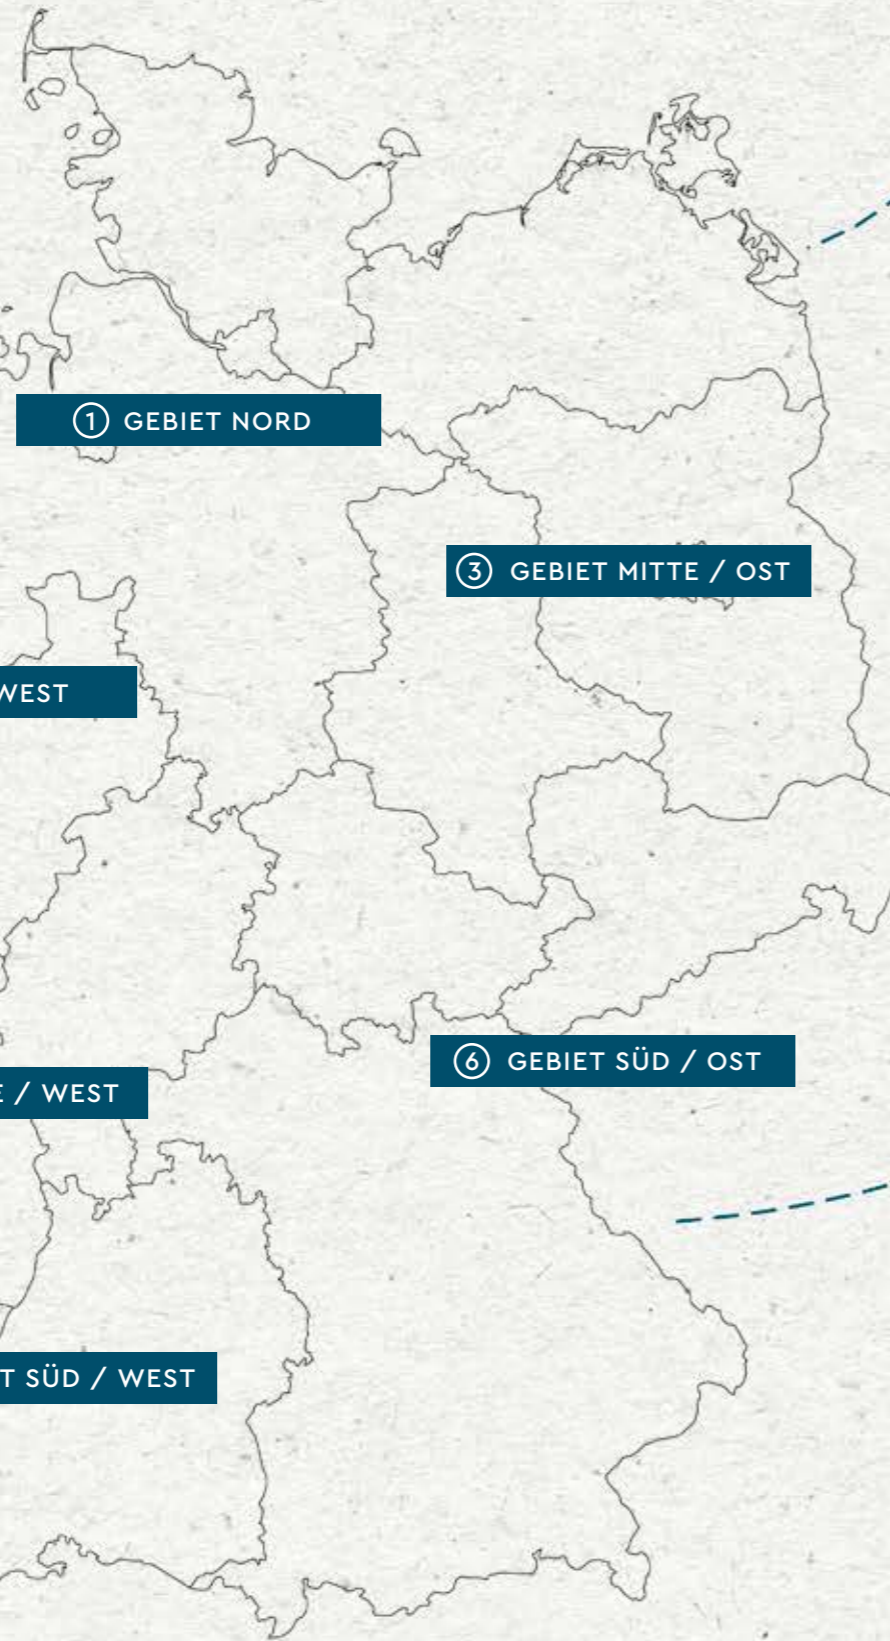 ① GEBIET NORD
③ GEBIET MITTE / OST
WEST
⑥ GEBIET SÜD / OST
E / WEST
T SÜD / WEST